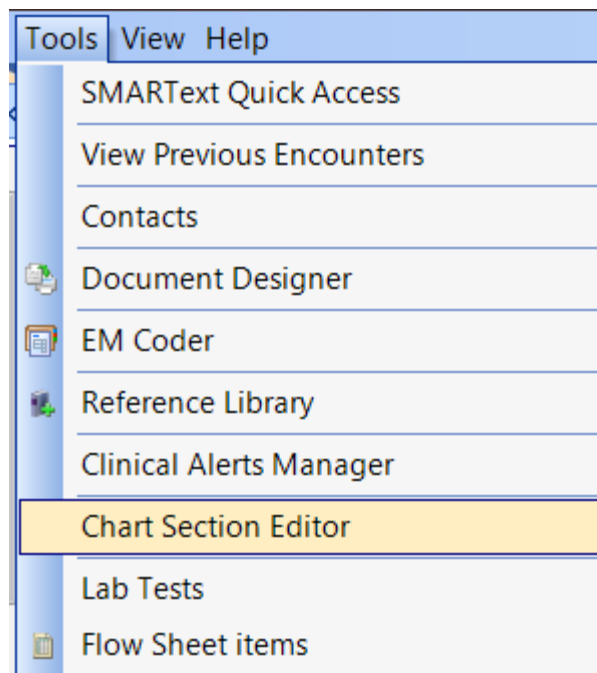 Tools View Help
SMARText Quick Access
View Previous Encounters
Contacts
Document Designer
EM Coder
Reference Library
Clinical Alerts Manager
Chart Section Editor
Lab Tests
Flow Sheet items